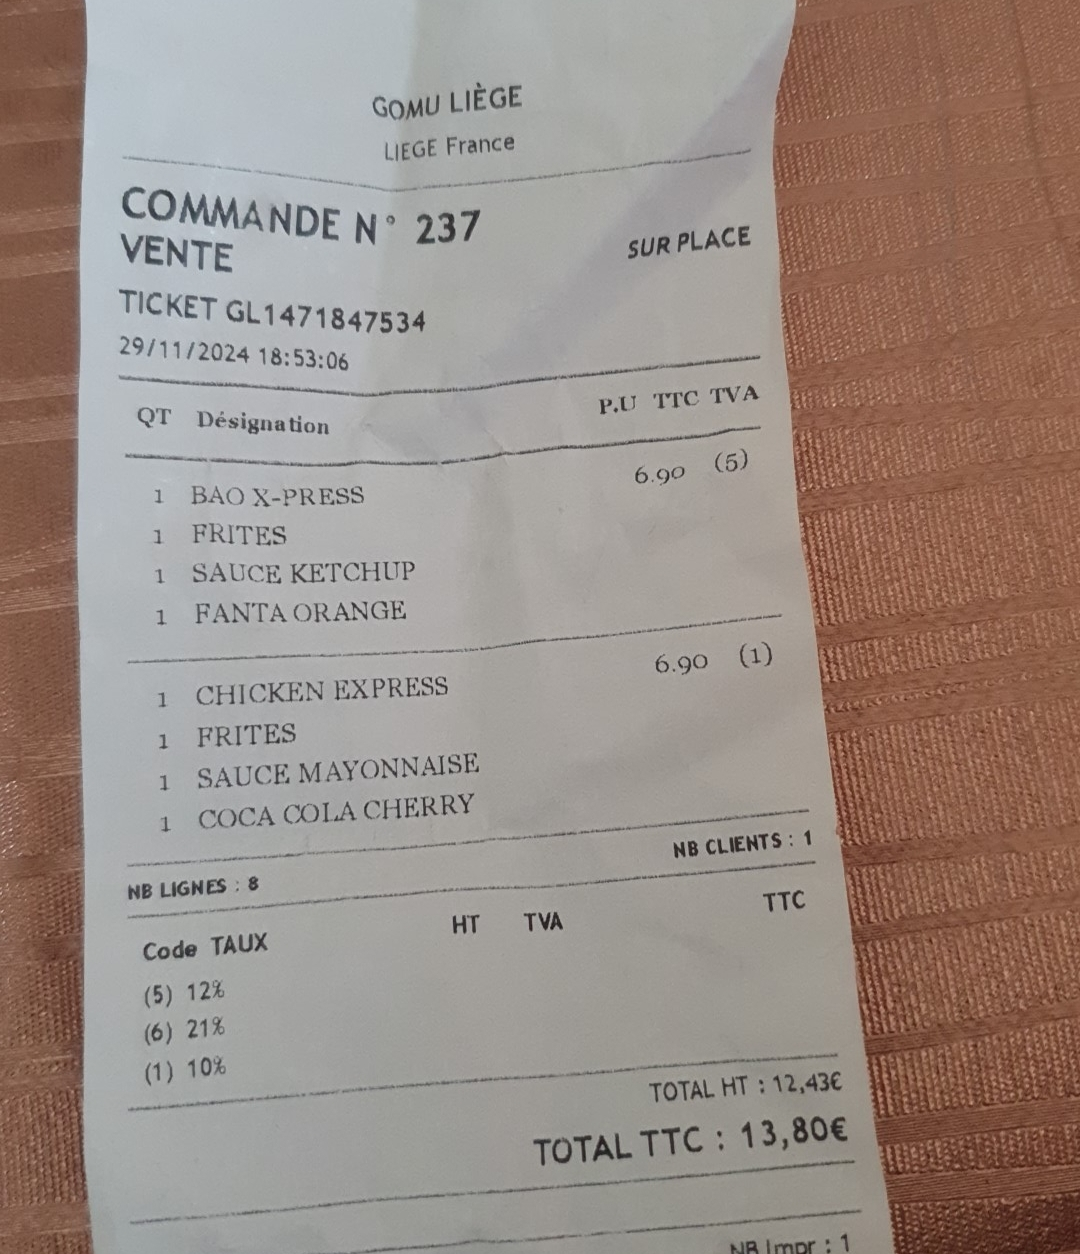 GOMU LIÈGE
LIEGE France
COMMANDE N° 237
VENTE SUR PLACE
TICKET GL1471847534
29/11/2024 18:53:06
QT Désignation P.U TTC TVA
1 BAO X-PRESS 6.90 (5)
1 FRITES
1 SAUCE KETCHUP
1 FANTA ORANGE
1 CHICKEN EXPRESS 6.90 (1)
1 FRITES
1 SAUCE MAYONNAISE
1 COCA COLA CHERRY
NB LIGNES : 8 NB CLIENTS : 1
Code TAUX HT TVA TTC
(5) 12%
(6) 21%
(1) 10%
TOTAL HT : 12,43€
TOTAL TTC : 13,80€
NB Impr : 1